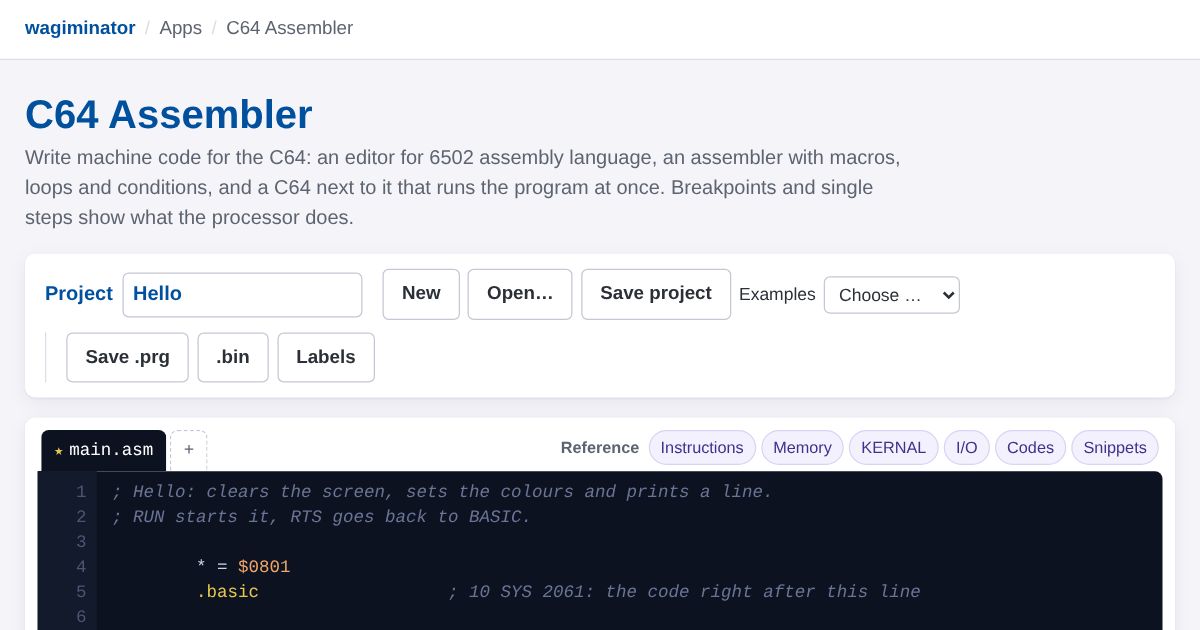 wagiminator / Apps / C64 Assembler
C64 Assembler
Write machine code for the C64: an editor for 6502 assembly language, an assembler with macros,
loops and conditions, and a C64 next to it that runs the program at once. Breakpoints and single
steps show what the processor does.
Project Hello New Open… Save project Examples Choose …
Save .prg .bin Labels
★ main.asm + Reference Instructions Memory KERNAL I/O Codes Snippets
1 ; Hello: clears the screen, sets the colours and prints a line.
2 ; RUN starts it, RTS goes back to BASIC.
3
4 * = $0801
5 .basic ; 10 SYS 2061: the code right after this line
6